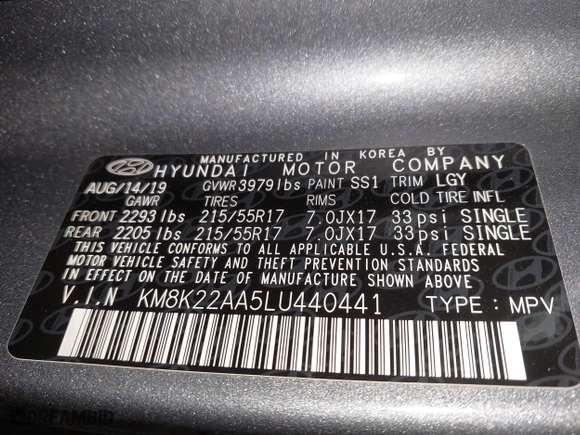 MANUFACTURED IN KOREA BY
HYUNDAI MOTOR COMPANY
AUG/14/19 GVWR 3979 lbs PAINT SS1 TRIM LGY
GAWR TIRES RIMS COLD TIRE INFL
FRONT 2293 lbs 215/55R17 7.0JX17 33 psi SINGLE
REAR 2205 lbs 215/55R17 7.0JX17 33 psi SINGLE
THIS VEHICLE CONFORMS TO ALL APPLICABLE U.S.A. FEDERAL
MOTOR VEHICLE SAFETY AND THEFT PREVENTION STANDARDS
IN EFFECT ON THE DATE OF MANUFACTURE SHOWN ABOVE
V.I.N KM8K22AA5LU440441 TYPE : MPV
DREAMBID